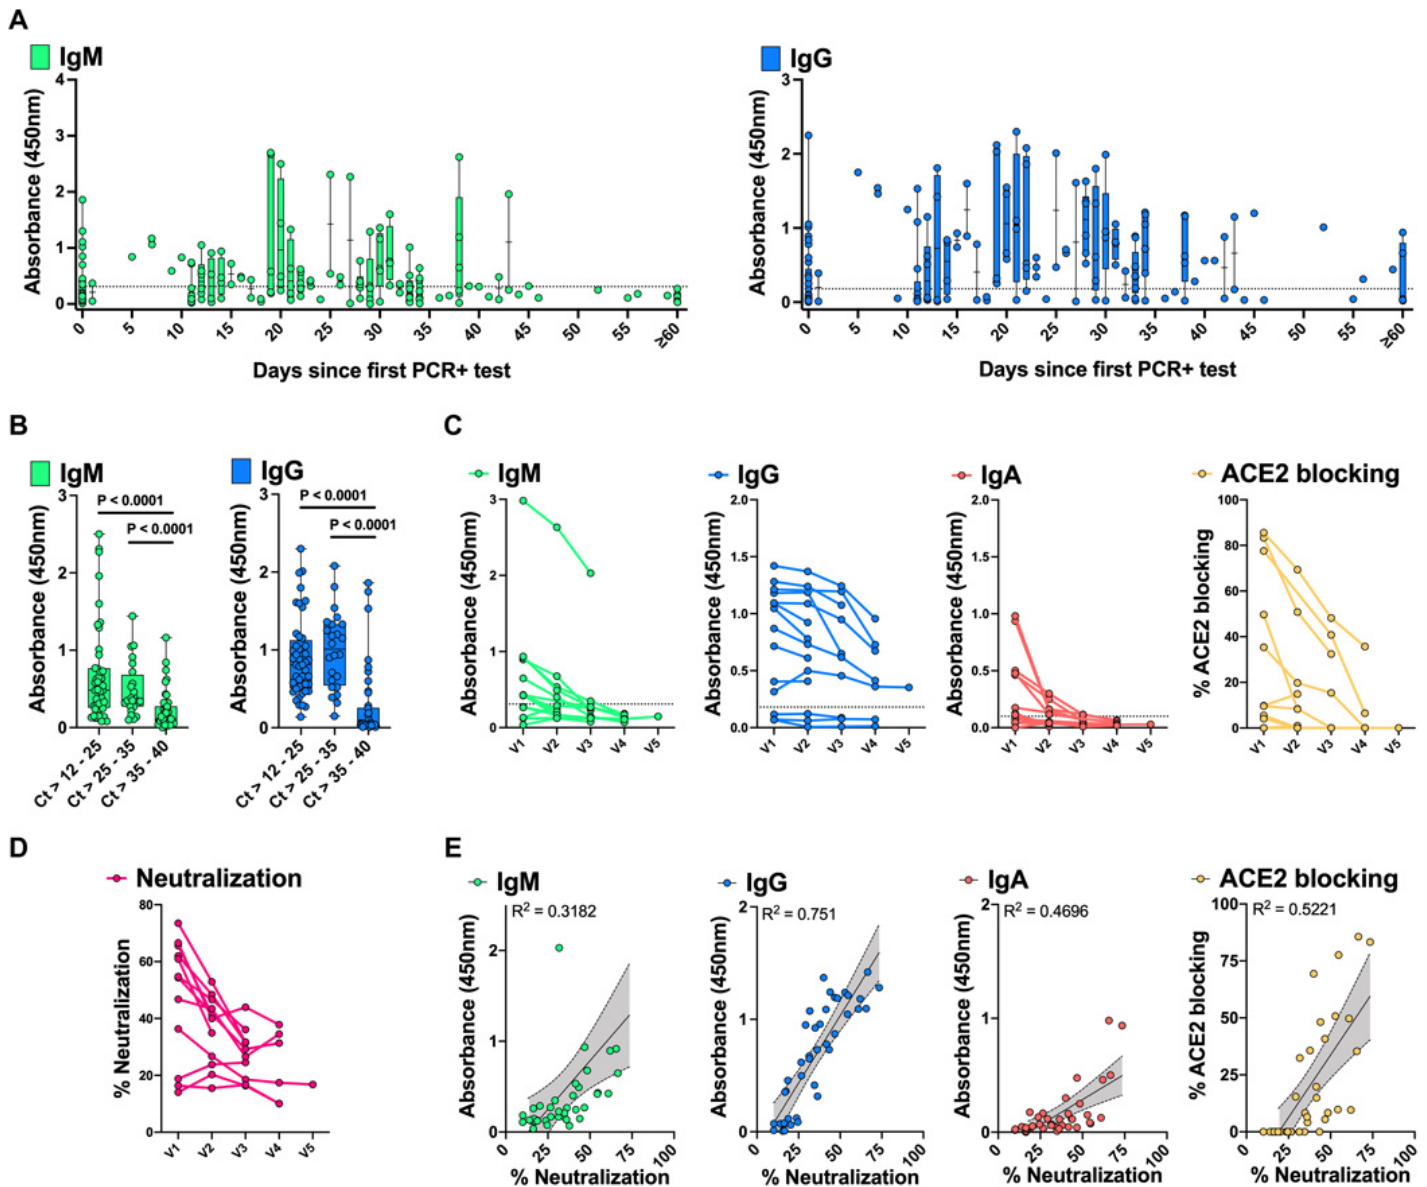 A
IgM
Absorbance (450nm)
4
3
2
1
0
0 5 10 15 20 25 30 35 40 45 50 55 ≥60
Days since first PCR+ test
IgG
Absorbance (450nm)
3
2
1
0
0 5 10 15 20 25 30 35 40 45 50 55 ≥60
Days since first PCR+ test
B
IgM
Absorbance (450nm)
3
2
1
0
P < 0.0001
P < 0.0001
Ct > 12 - 25
Ct > 25 - 35
Ct > 35 - 40
IgG
Absorbance (450nm)
3
2
1
0
P < 0.0001
P < 0.0001
Ct > 12 - 25
Ct > 25 - 35
Ct > 35 - 40
C
IgM
Absorbance (450nm)
3
2
1
0
V1 V2 V3 V4 V5
IgG
Absorbance (450nm)
2.0
1.5
1.0
0.5
0.0
V1 V2 V3 V4 V5
IgA
Absorbance (450nm)
2.0
1.5
1.0
0.5
0.0
V1 V2 V3 V4 V5
ACE2 blocking
% ACE2 blocking
100
80
60
40
20
0
V1 V2 V3 V4 V5
D
Neutralization
% Neutralization
80
60
40
20
0
V1 V2 V3 V4 V5
E
IgM
R² = 0.3182
Absorbance (450nm)
2
1
0
0 25 50 75 100
% Neutralization
IgG
R² = 0.751
Absorbance (450nm)
2
1
0
0 25 50 75 100
% Neutralization
IgA
R² = 0.4696
Absorbance (450nm)
2
1
0
0 25 50 75 100
% Neutralization
ACE2 blocking
R² = 0.5221
% ACE2 blocking
100
75
50
25
0
0 25 50 75 100
% Neutralization